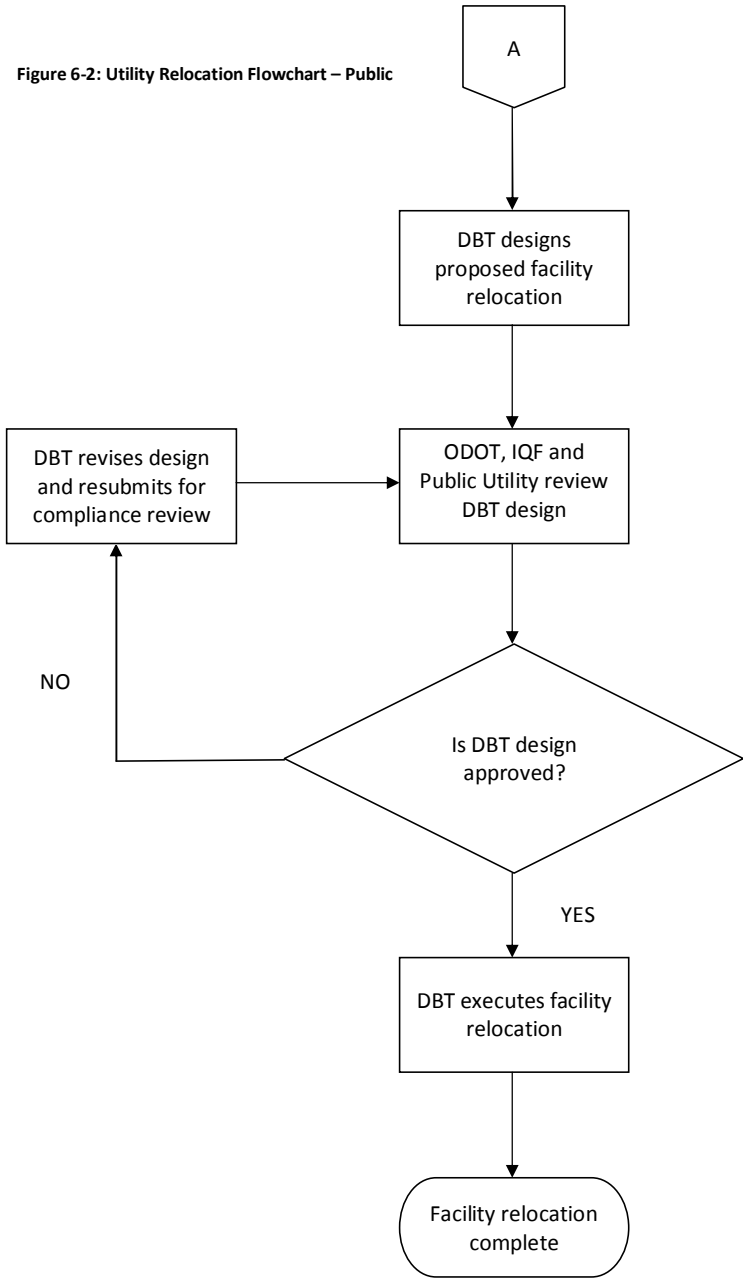 Figure 6-2: Utility Relocation Flowchart – Public
A
DBT designs
proposed facility
relocation
DBT revises design
and resubmits for
compliance review
ODOT, IQF and
Public Utility review
DBT design
NO
Is DBT design
approved?
YES
DBT executes facility
relocation
Facility relocation
complete